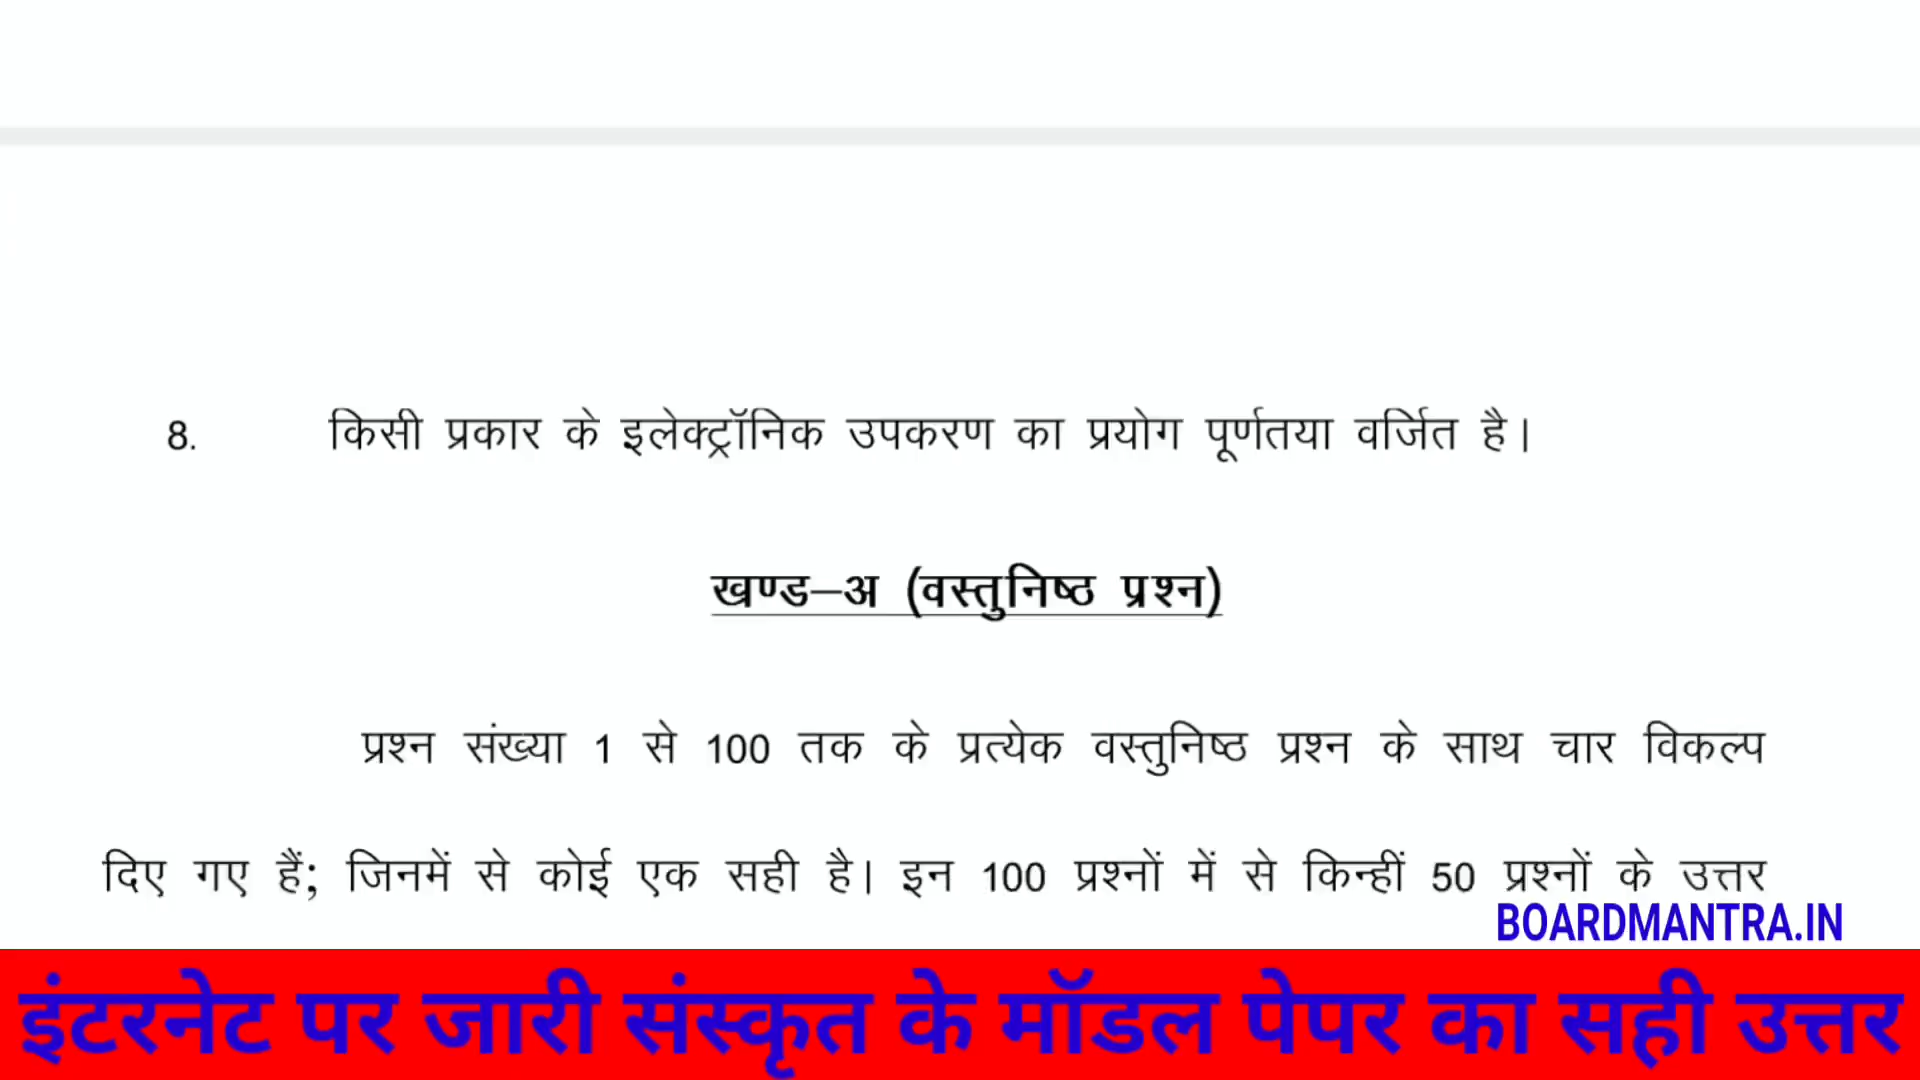 8. किसी प्रकार के इलेक्ट्रॉनिक उपकरण का प्रयोग पूर्णतया वर्जित है।
खण्ड–अ (वस्तुनिष्ठ प्रश्न)
प्रश्न संख्या 1 से 100 तक के प्रत्येक वस्तुनिष्ठ प्रश्न के साथ चार विकल्प
दिए गए हैं; जिनमें से कोई एक सही है। इन 100 प्रश्नों में से किन्हीं 50 प्रश्नों के उत्तर
BOARDMANTRA.IN
इंटरनेट पर जारी संस्कृत के मॉडल पेपर का सही उत्तर